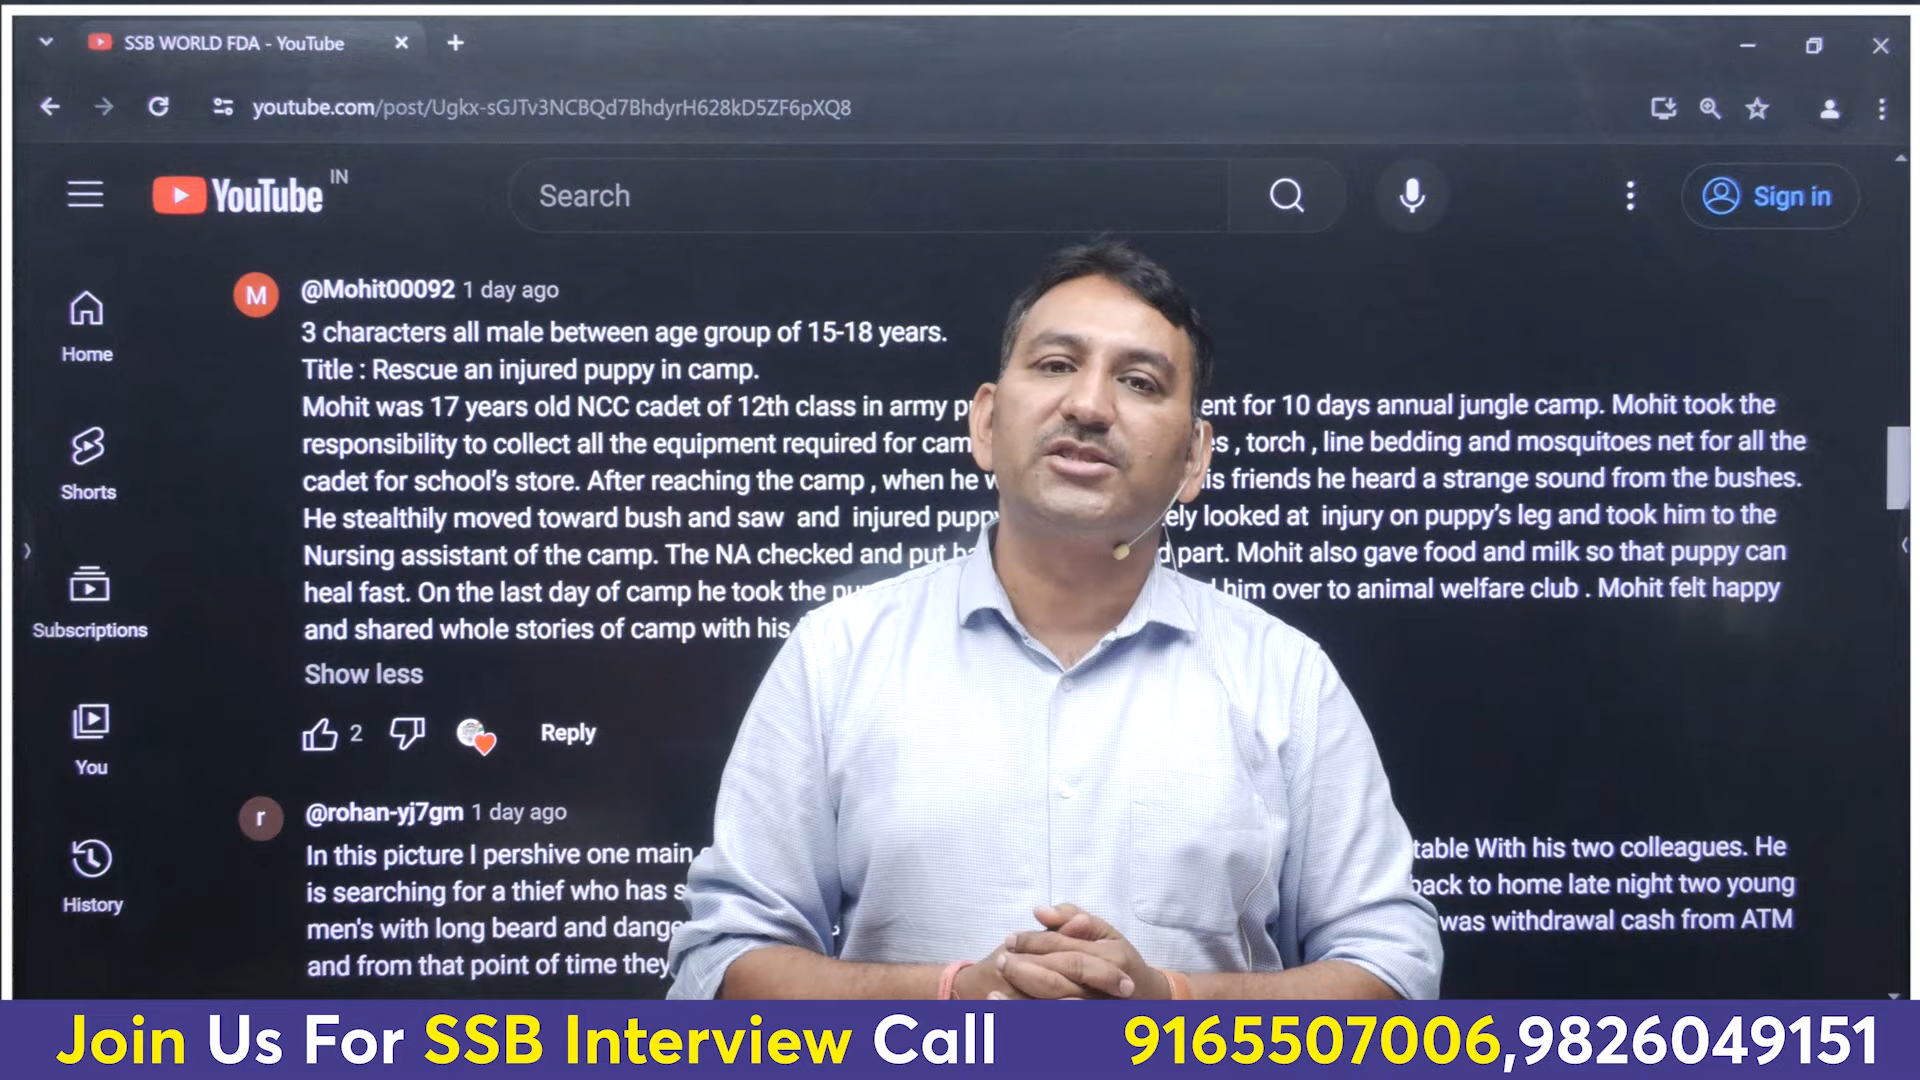 SSB WORLD FDA - YouTube
youtube.com/post/Ugkx-sGJTv3NCBQd7BhdyrH628kD5ZF6pXQ8
YouTube IN
Search
Sign in
Home
Shorts
Subscriptions
You
History
M @Mohit00092 1 day ago
3 characters all male between age group of 15-18 years.
Title : Rescue an injured puppy in camp.
Mohit was 17 years old NCC cadet of 12th class in army for 10 days annual jungle camp. Mohit took the
responsibility to collect all the equipment required for , torch , line bedding and mosquitoes net for all the
cadet for school's store. After reaching the camp , when he friends he heard a strange sound from the bushes.
He stealthily moved toward bush and saw and injured looked at injury on puppy's leg and took him to the
Nursing assistant of the camp. The NA checked and put part. Mohit also gave food and milk so that puppy can
heal fast. On the last day of camp he took the him over to animal welfare club . Mohit felt happy
and shared whole stories of camp with his
Show less
2 Reply
r @rohan-yj7gm 1 day ago
In this picture I pershive one main table With his two colleagues. He
is searching for a thief who has back to home late night two young
men's with long beard and was withdrawal cash from ATM
and from that point of time they
Join Us For SSB Interview Call 9165507006,9826049151